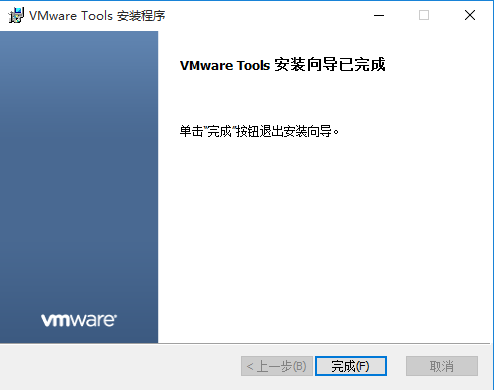 VMware Tools 安装程序
VMware Tools 安装向导已完成
单击"完成"按钮退出安装向导。
vmware
< 上一步(B)
完成(F)
取消